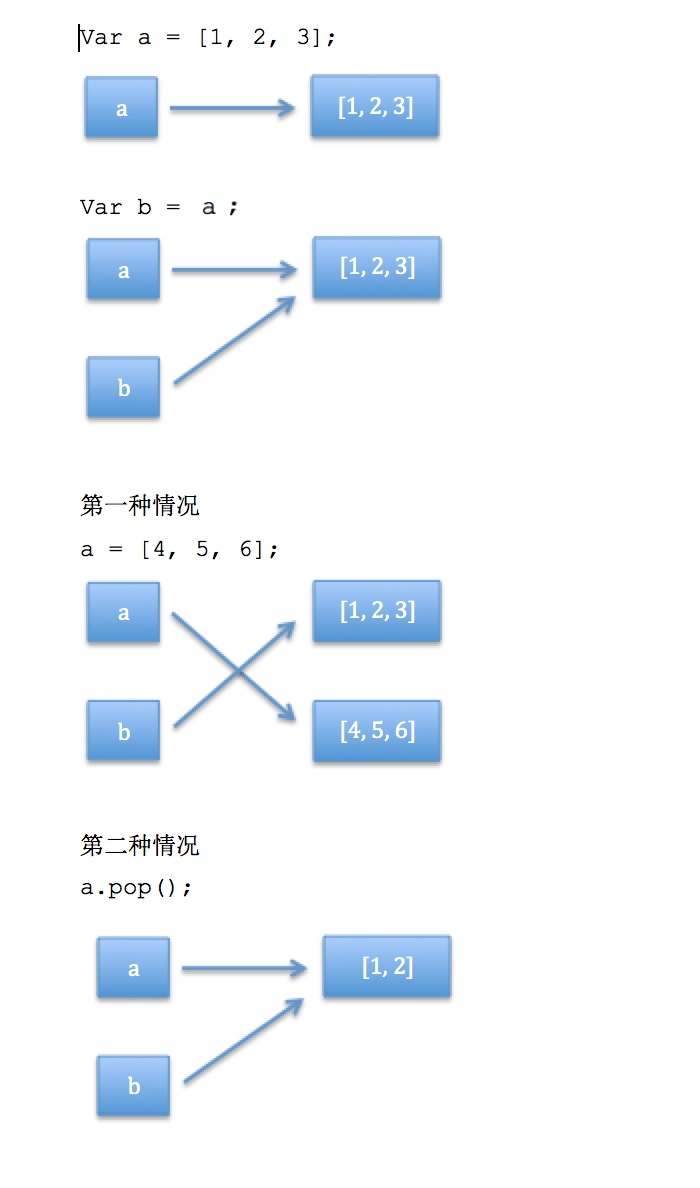 Var a = [1, 2, 3];
a
[1, 2, 3]
Var b = a ;
a
[1, 2, 3]
b
第一种情况
a = [4, 5, 6];
a
[1, 2, 3]
b
[4, 5, 6]
第二种情况
a.pop();
a
[1, 2]
b